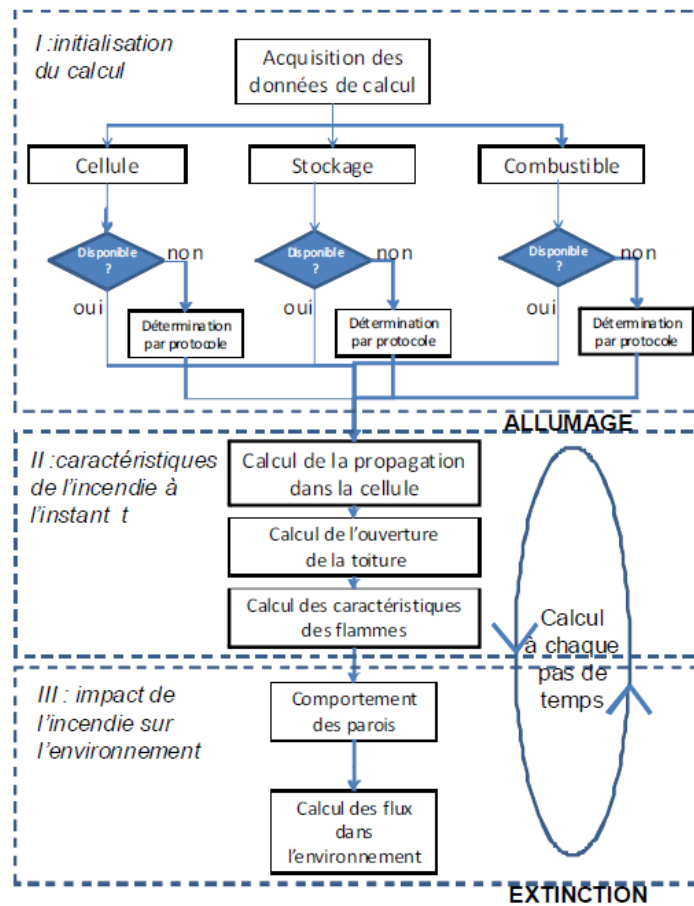 I :initialisation
du calcul
Acquisition des
données de calcul
Cellule
Stockage
Combustible
Disponible
?
non
oui
Détermination
par protocole
Disponible
?
non
oui
Détermination
par protocole
Disponible
?
non
oui
Détermination
par protocole
ALLUMAGE
II :caractéristiques
de l'incendie à
l'instant t
Calcul de la propagation
dans la cellule
Calcul de l'ouverture
de la toiture
Calcul des caractéristiques
des flammes
Calcul
à chaque
pas de
temps
III : impact de
l'incendie sur
l'environnement
Comportement
des parois
Calcul des flux
dans
l'environnement
EXTINCTION